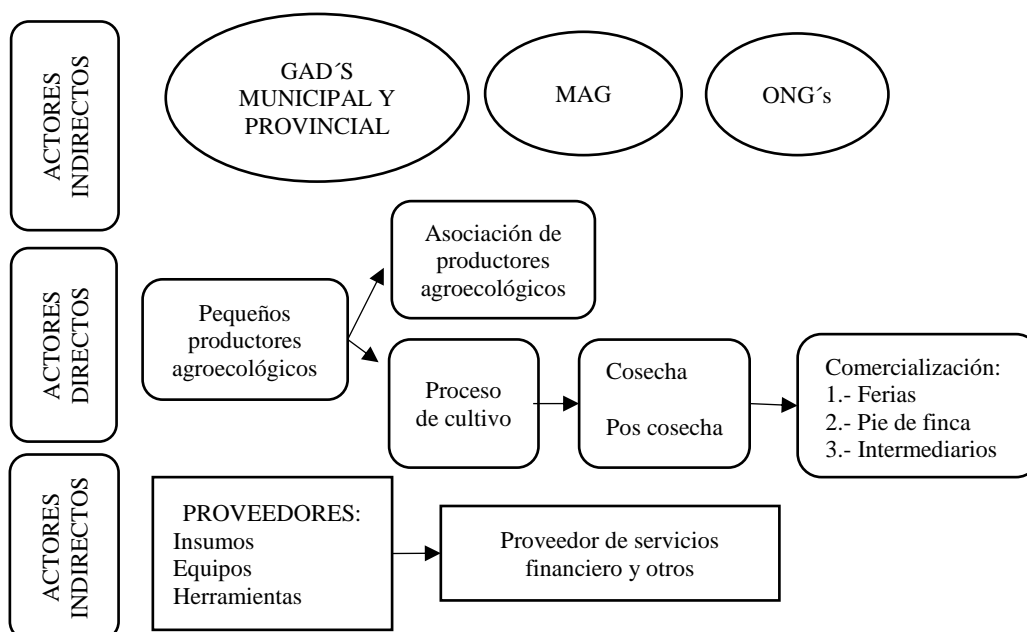 ACTORES
INDIRECTOS
GAD´S
MUNICIPAL Y
PROVINCIAL
MAG
ONG´s
ACTORES
DIRECTOS
Pequeños
productores
agroecológicos
Asociación de
productores
agroecológicos
Proceso
de cultivo
Cosecha
Pos cosecha
Comercialización:
1.- Ferias
2.- Pie de finca
3.- Intermediarios
ACTORES
INDIRECTOS
PROVEEDORES:
Insumos
Equipos
Herramientas
Proveedor de servicios
financiero y otros